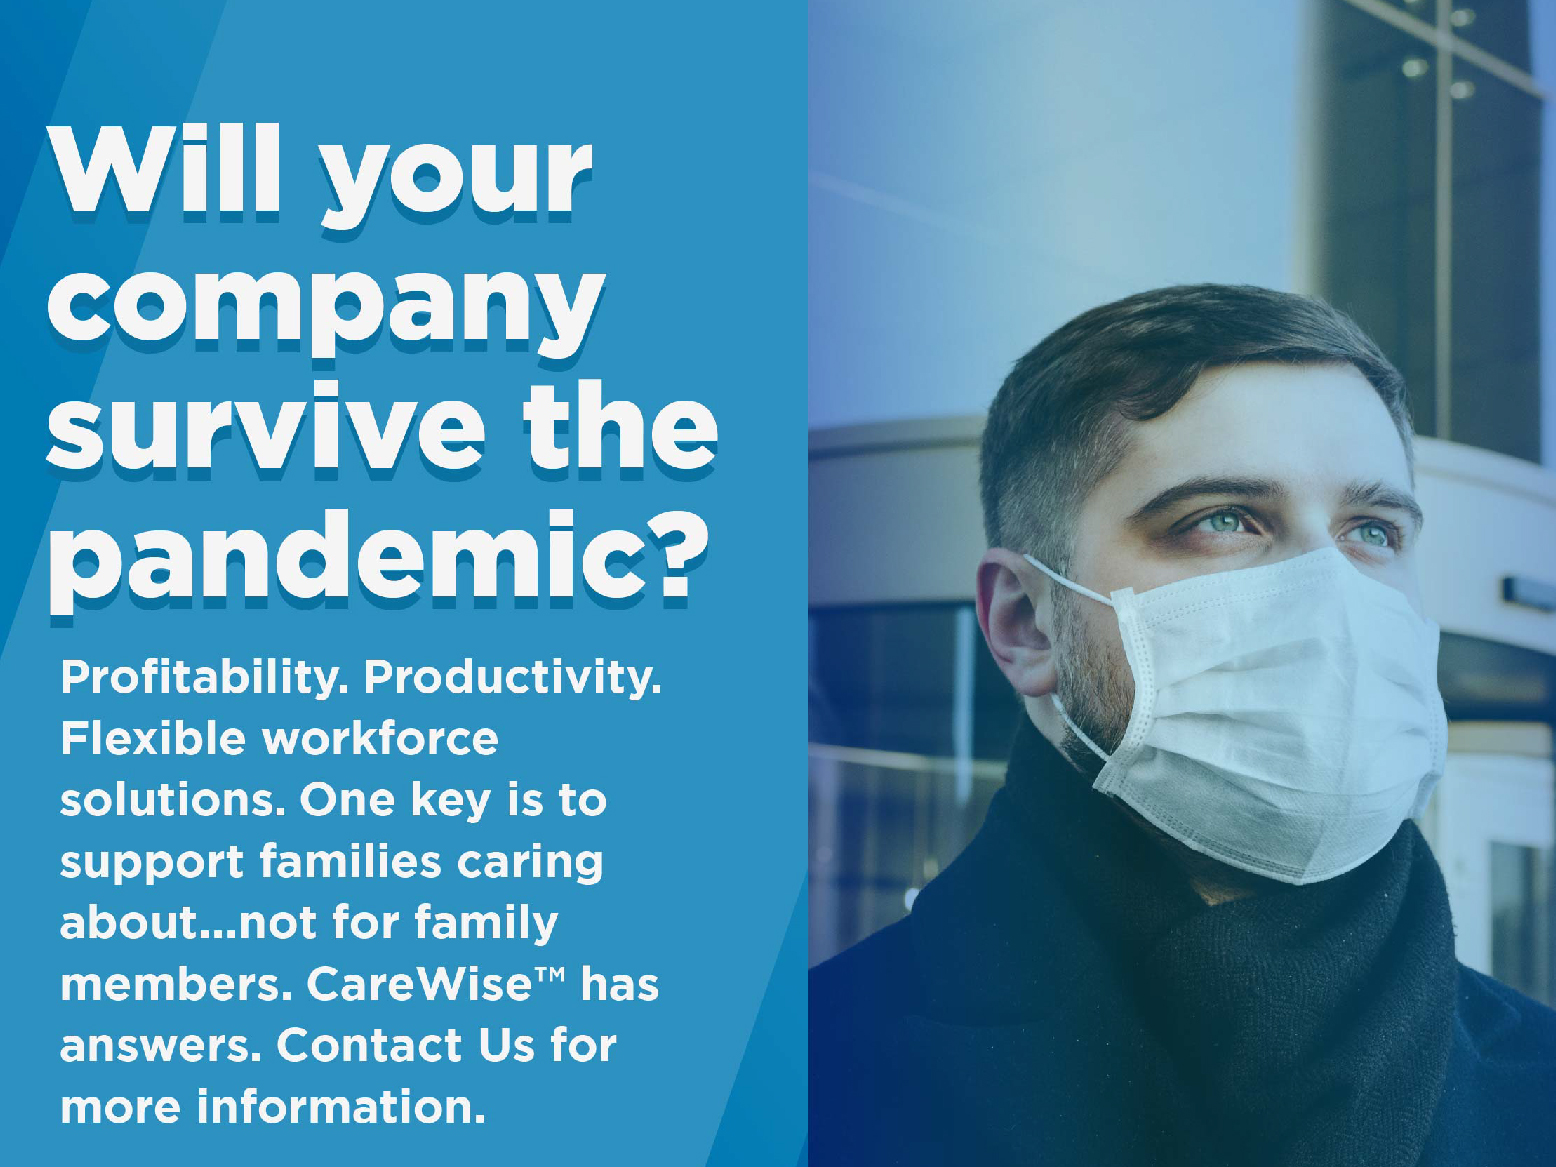 Will your
company
survive the
pandemic?
Profitability. Productivity.
Flexible workforce
solutions. One key is to
support families caring
about...not for family
members. CareWise™ has
answers. Contact Us for
more information.